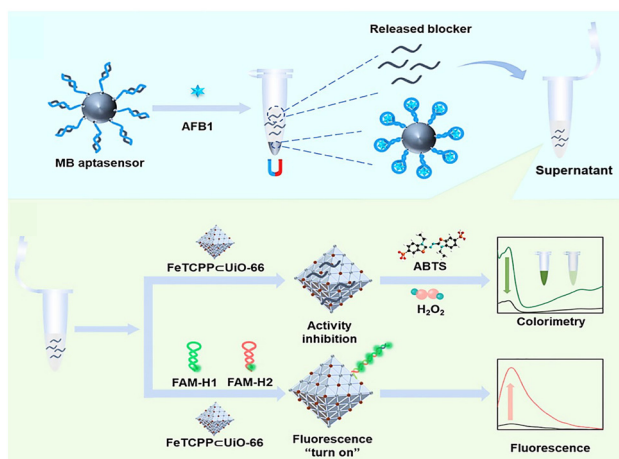 Released blocker
MB aptasensor
AFB1
Supernatant
FeTCPP⊂UiO-66
Activity
inhibition
ABTS
H₂O₂
Colorimetry
FAM-H1
FAM-H2
FeTCPP⊂UiO-66
Fluorescence
“turn on”
Fluorescence